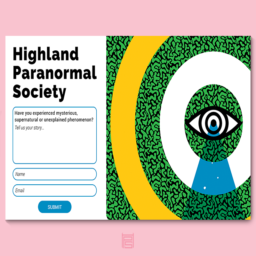 Highland
Paranormal
Society
Have you experienced mysterious,
supernatural or unexplained phenomenon?
Tell us your story...
Name
Email
SUBMIT